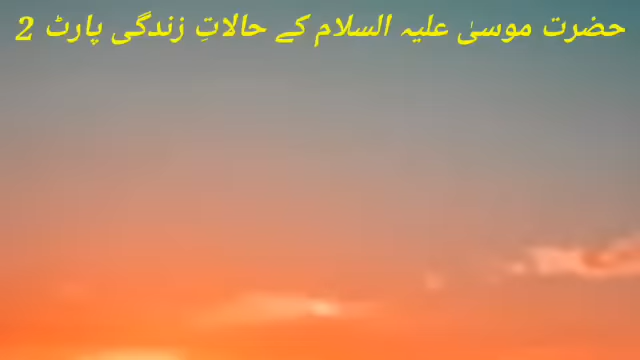 حضرت موسیٰ علیہ السلام کے حالاتِ زندگی پارٹ 2